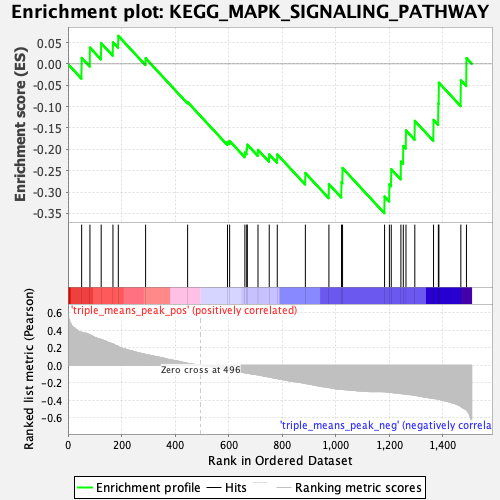 Enrichment plot: KEGG_MAPK_SIGNALING_PATHWAY
Enrichment score (ES)
0.05
0.00
-0.05
-0.10
-0.15
-0.20
-0.25
-0.30
-0.35
'triple_means_peak_pos' (positively correlated)
Ranked list metric (Pearson)
0.6
0.4
0.2
0.0
-0.2
-0.4
-0.6
Zero cross at 496
'triple_means_peak_neg' (negatively correla
0
200
400
600
800
1,000
1,200
1,400
Rank in Ordered Dataset
Enrichment profile
Hits
Ranking metric scores